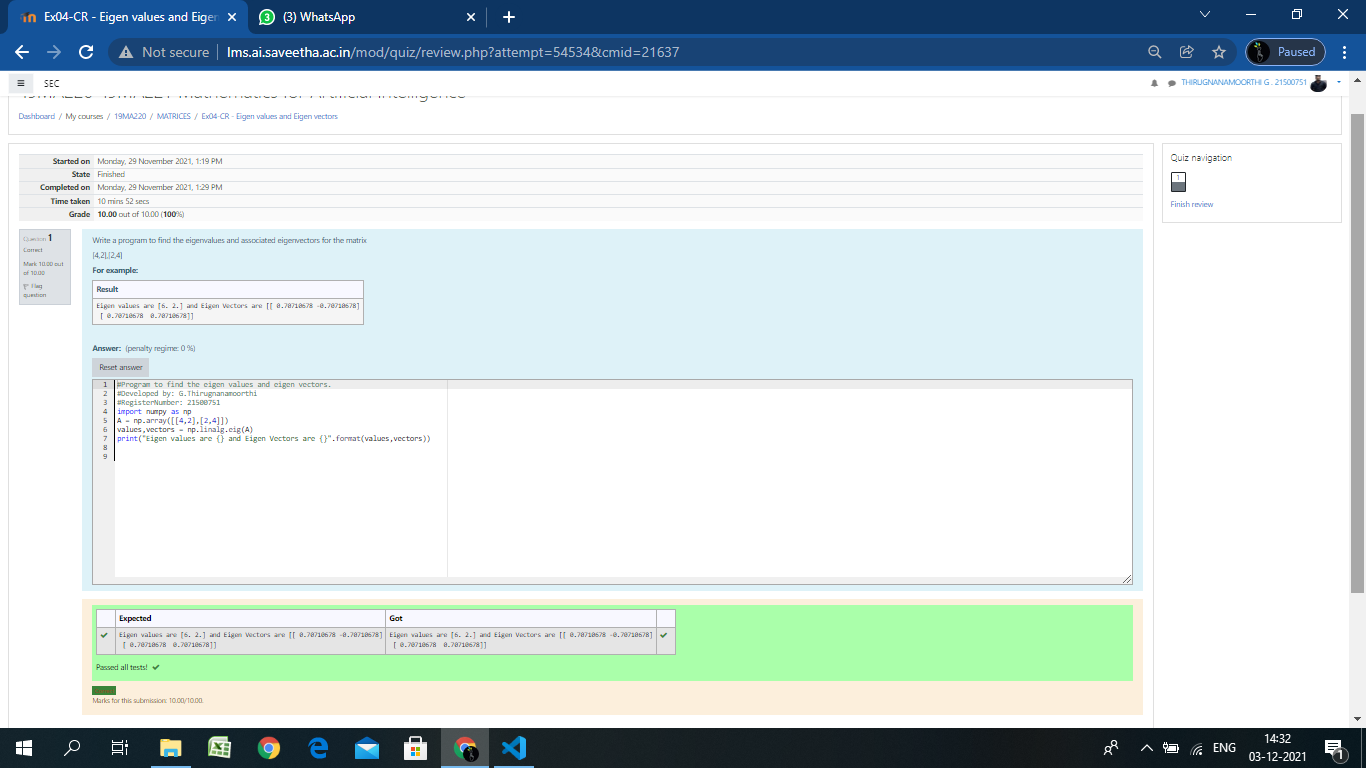 Ex04-CR - Eigen values and Eigen
3
(3) WhatsApp
Not secure
lms.ai.saveetha.ac.in/mod/quiz/review.php?attempt=54534&cmid=21637
Paused
SEC
THIRUGNANAMOORTHI G . 21500751
Dashboard / My courses / 19MA220 / MATRICES / Ex04-CR - Eigen values and Eigen vectors
Started on Monday, 29 November 2021, 1:19 PM
State Finished
Completed on Monday, 29 November 2021, 1:29 PM
Time taken 10 mins 52 secs
Grade 10.00 out of 10.00 (100%)
Quiz navigation
1
Finish review
Question 1
Correct
Mark 10.00 out
of 10.00
Flag
question
Write a program to find the eigenvalues and associated eigenvectors for the matrix
[4,2],[2,4]
For example:
Result
Eigen values are [6. 2.] and Eigen Vectors are [[ 0.70710678 -0.70710678]
[ 0.70710678 0.70710678]]
Answer: (penalty regime: 0 %)
Reset answer
1 #Program to find the eigen values and eigen vectors.
2 #Developed by: G.Thirugnanamoorthi
3 #RegisterNumber: 21500751
4 import numpy as np
5 A = np.array([[4,2],[2,4]])
6 values,vectors = np.linalg.eig(A)
7 print("Eigen values are {} and Eigen Vectors are {}".format(values,vectors))
8
9
Expected Got
Eigen values are [6. 2.] and Eigen Vectors are [[ 0.70710678 -0.70710678] Eigen values are [6. 2.] and Eigen Vectors are [[ 0.70710678 -0.70710678]
[ 0.70710678 0.70710678]] [ 0.70710678 0.70710678]]
Passed all tests!
Marks for this submission: 10.00/10.00.
ENG
14:32
03-12-2021
1